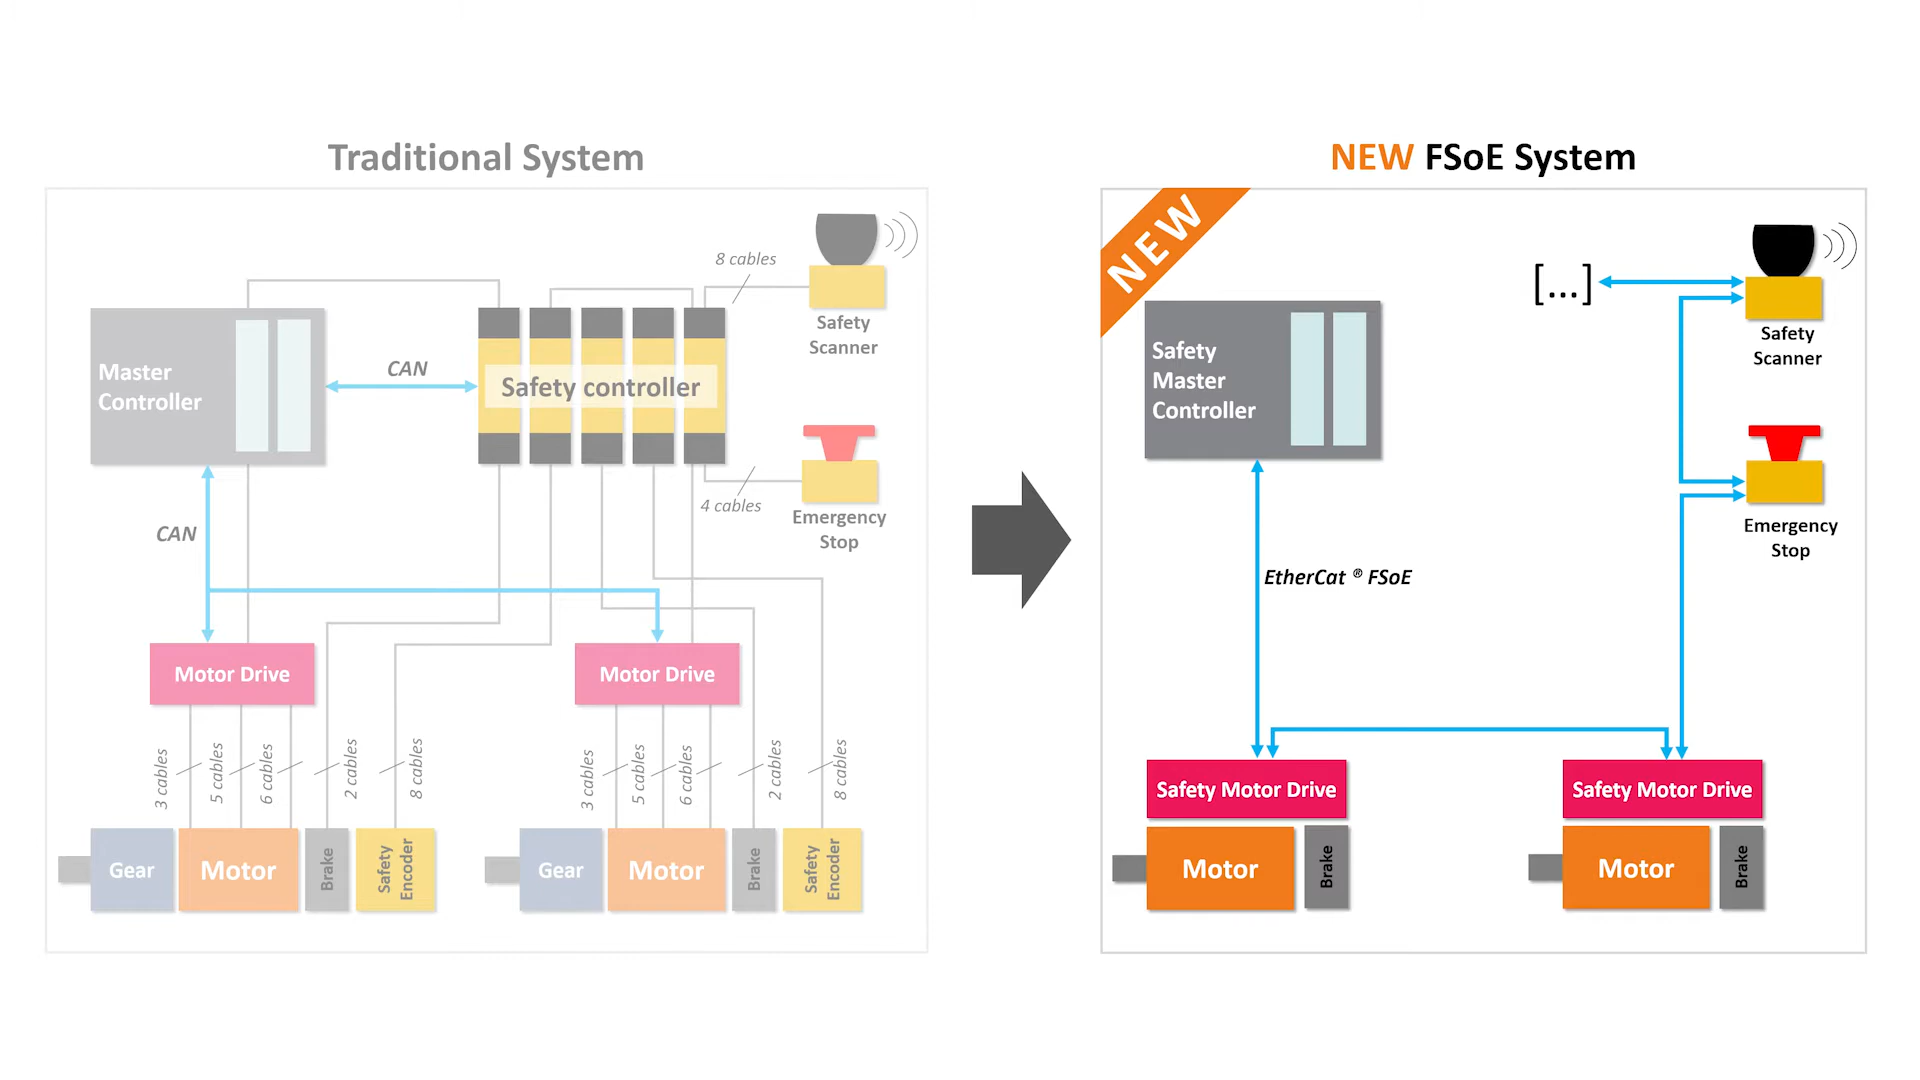 Traditional System
8 cables
Safety
Scanner
Master
Controller
CAN
Safety controller
4 cables
Emergency
Stop
CAN
Motor Drive
Motor Drive
3 cables
5 cables
6 cables
2 cables
8 cables
3 cables
5 cables
6 cables
2 cables
8 cables
Gear
Motor
Brake
Safety
Encoder
Gear
Motor
Brake
Safety
Encoder
NEW FSoE System
NEW
[...]
Safety
Scanner
Safety
Master
Controller
Emergency
Stop
EtherCat ® FSoE
Safety Motor Drive
Safety Motor Drive
Motor
Brake
Motor
Brake